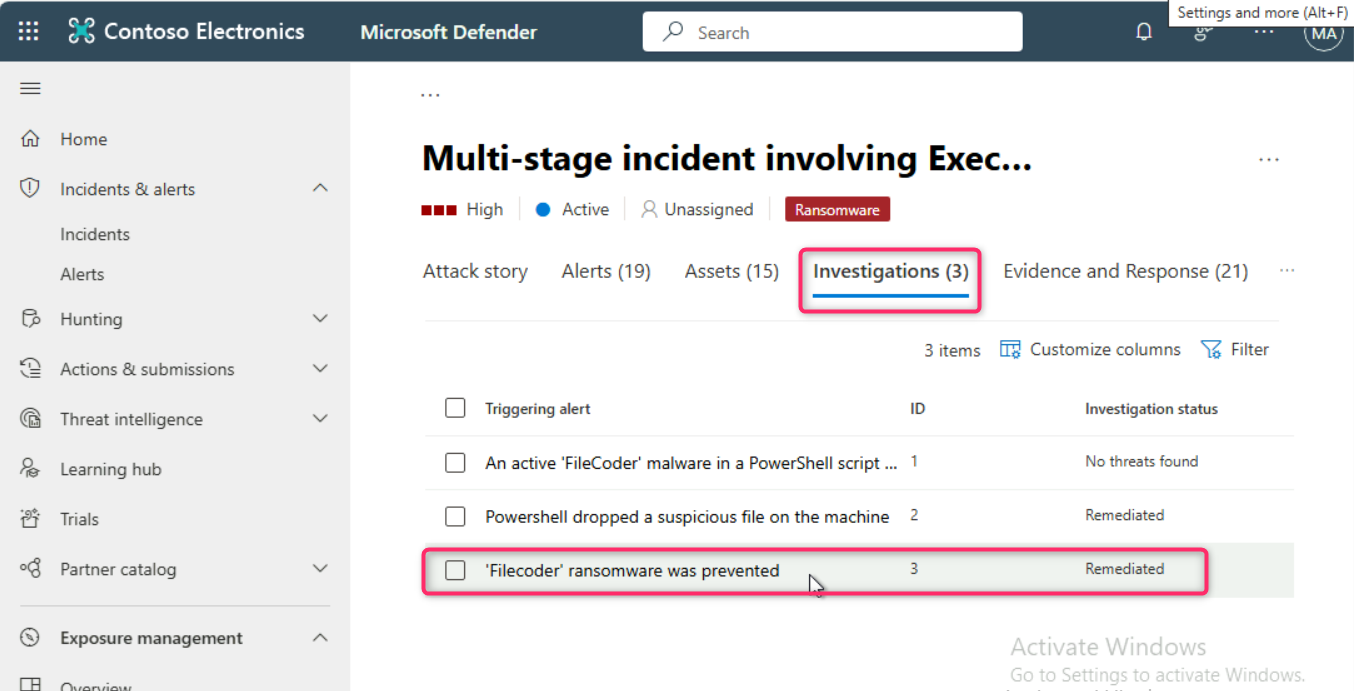 Settings and more (Alt+F)
Contoso Electronics
Microsoft Defender
Search
MA
Home
Incidents & alerts
Incidents
Alerts
Hunting
Actions & submissions
Threat intelligence
Learning hub
Trials
Partner catalog
Exposure management
Overview
...
Multi-stage incident involving Exec...
...
High
Active
Unassigned
Ransomware
Attack story
Alerts (19)
Assets (15)
Investigations (3)
Evidence and Response (21)
...
3 items
Customize columns
Filter
Triggering alert ID Investigation status
An active 'FileCoder' malware in a PowerShell script ... 1 No threats found
Powershell dropped a suspicious file on the machine 2 Remediated
'Filecoder' ransomware was prevented 3 Remediated
Activate Windows
Go to Settings to activate Windows.